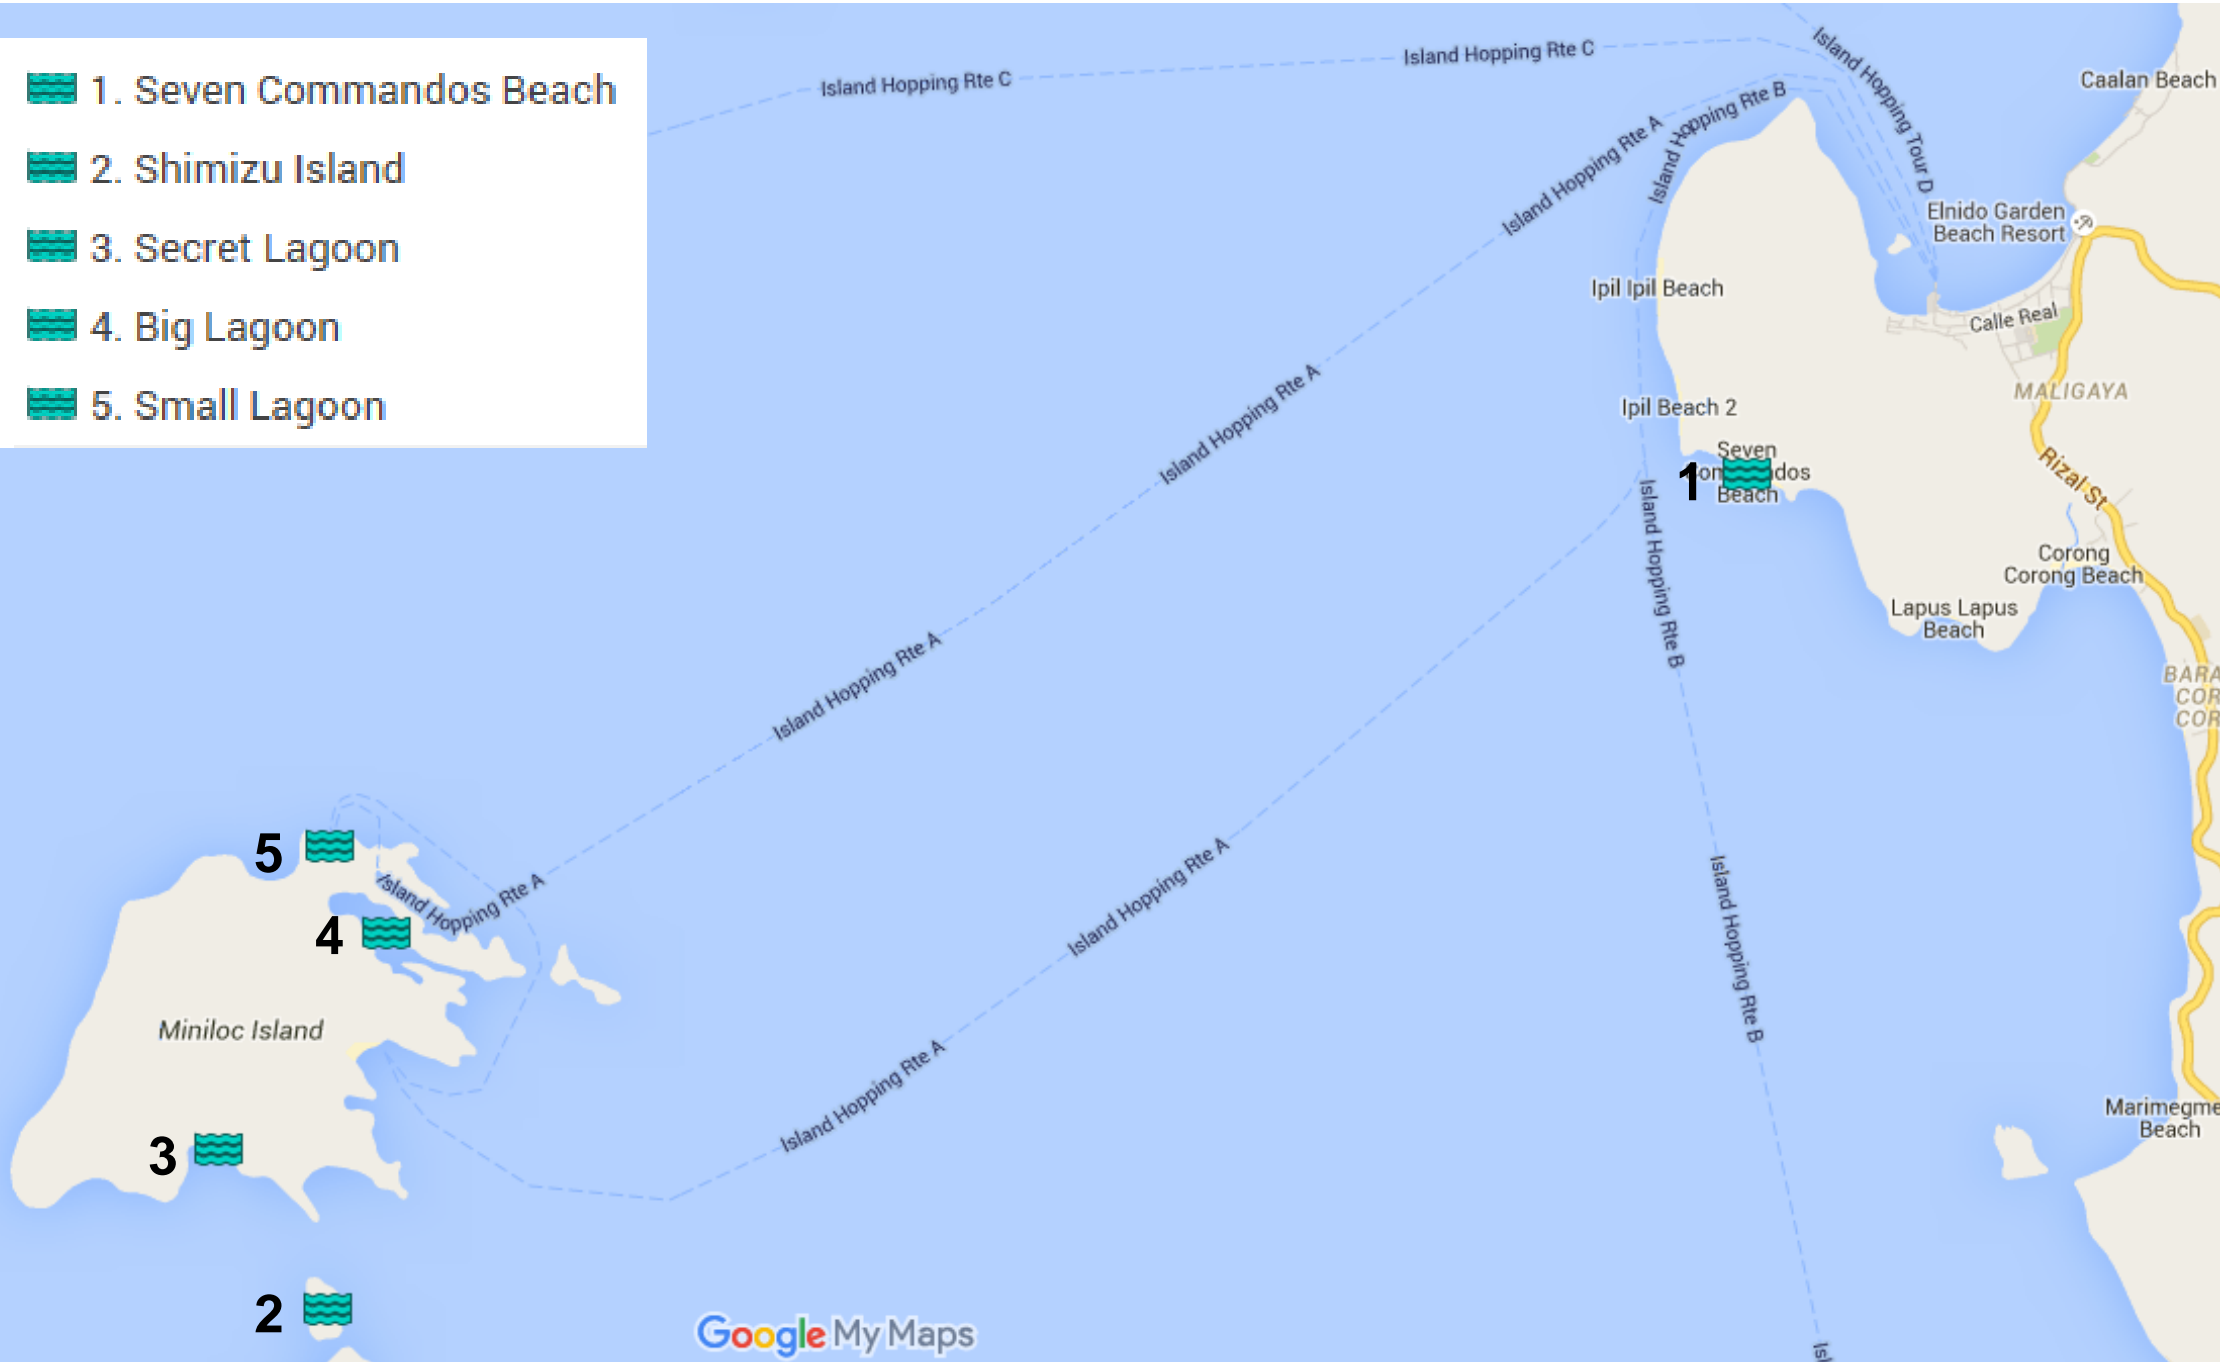 1. Seven Commandos Beach
2. Shimizu Island
3. Secret Lagoon
4. Big Lagoon
5. Small Lagoon
Island Hopping Rte C
Island Hopping Rte C
Island Hopping Tour D
Caalan Beach
Island Hopping Rte B
Island Hopping Rte A
Elnido Garden
Beach Resort
Ipil Ipil Beach
Calle Real
MALIGAYA
Island Hopping Rte A
Ipil Beach 2
Seven
Beach
1
Rizal St
Island Hopping Rte B
Corong
Corong Beach
Lapus Lapus
Beach
Island Hopping Rte A
BARA
COR
COR
5
Island Hopping Rte A
Island Hopping Rte A
Island Hopping Rte B
4
Miniloc Island
Island Hopping Rte A
Marimegme
Beach
3
2
Google My Maps
Isl